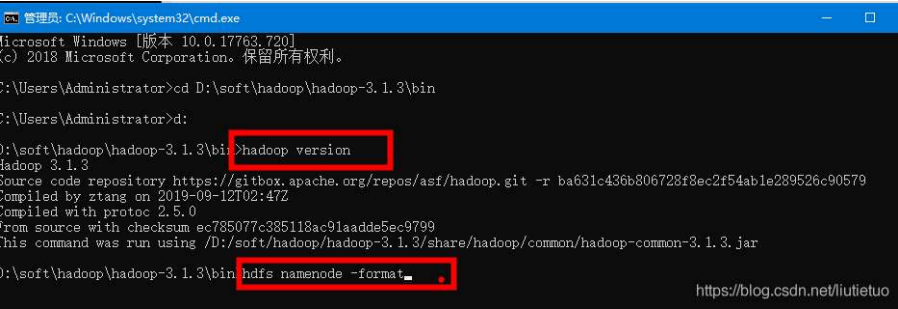 管理员: C:\Windows\system32\cmd.exe
Microsoft Windows [版本 10.0.17763.720]
(c) 2018 Microsoft Corporation。保留所有权利。
C:\Users\Administrator>cd D:\soft\hadoop\hadoop-3.1.3\bin
C:\Users\Administrator>d:
D:\soft\hadoop\hadoop-3.1.3\bin>hadoop version
Hadoop 3.1.3
Source code repository https://gitbox.apache.org/repos/asf/hadoop.git -r ba631c436b806728f8ec2f54ab1e289526c90579
Compiled by ztang on 2019-09-12T02:47Z
Compiled with protoc 2.5.0
From source with checksum ec785077c385118ac91aadde5ec9799
This command was run using /D:/soft/hadoop/hadoop-3.1.3/share/hadoop/common/hadoop-common-3.1.3.jar
D:\soft\hadoop\hadoop-3.1.3\bin>hdfs namenode -format_
https://blog.csdn.net/liutietuo